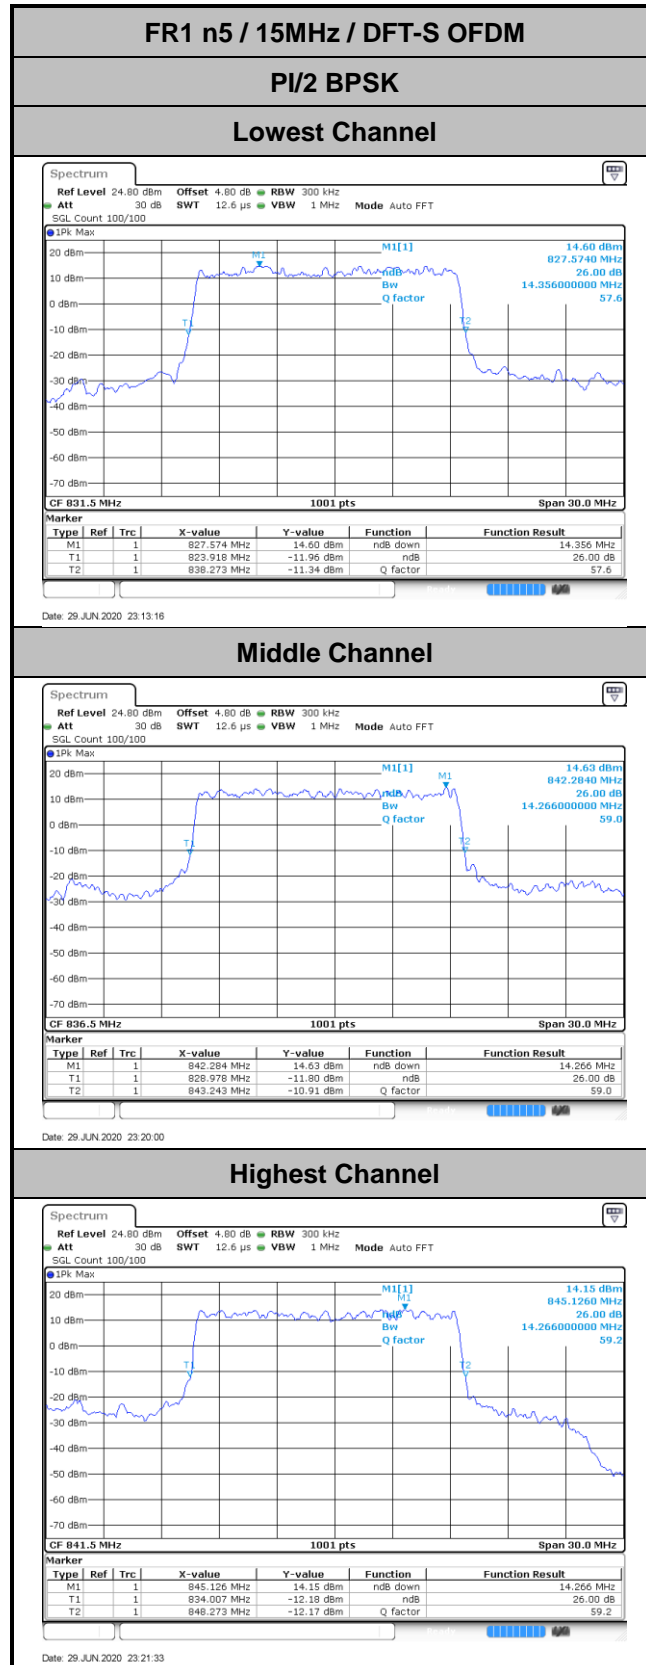 FR1 n5 / 15MHz / DFT-S OFDM
PI/2 BPSK
Lowest Channel
Spectrum
Ref Level 24.80 dBm Offset 4.80 dB RBW 300 kHz
Att 30 dB SWT 12.6 µs VBW 1 MHz Mode Auto FFT
SGL Count 100/100
1Pk Max
M1[1] 14.60 dBm
827.5740 MHz
ndB 26.00 dB
Bw 14.356000000 MHz
Q factor 57.6
M1
T1
T2
20 dBm
10 dBm
0 dBm
-10 dBm
-20 dBm
-30 dBm
-40 dBm
-50 dBm
-60 dBm
-70 dBm
CF 831.5 MHz 1001 pts Span 30.0 MHz
Marker
Type Ref Trc X-value Y-value Function Function Result
M1 1 827.574 MHz 14.60 dBm ndB down 14.356 MHz
T1 1 823.918 MHz -11.96 dBm ndB 26.00 dB
T2 1 838.273 MHz -11.34 dBm Q factor 57.6
Date: 29.JUN.2020 23:13:16
Middle Channel
Spectrum
Ref Level 24.80 dBm Offset 4.80 dB RBW 300 kHz
Att 30 dB SWT 12.6 µs VBW 1 MHz Mode Auto FFT
SGL Count 100/100
1Pk Max
M1[1] 14.63 dBm
842.2840 MHz
ndB 26.00 dB
Bw 14.266000000 MHz
Q factor 59.0
M1
T1
T2
20 dBm
10 dBm
0 dBm
-10 dBm
-20 dBm
-30 dBm
-40 dBm
-50 dBm
-60 dBm
-70 dBm
CF 836.5 MHz 1001 pts Span 30.0 MHz
Marker
Type Ref Trc X-value Y-value Function Function Result
M1 1 842.284 MHz 14.63 dBm ndB down 14.266 MHz
T1 1 828.978 MHz -11.80 dBm ndB 26.00 dB
T2 1 843.243 MHz -10.91 dBm Q factor 59.0
Date: 29.JUN.2020 23:20:00
Highest Channel
Spectrum
Ref Level 24.80 dBm Offset 4.80 dB RBW 300 kHz
Att 30 dB SWT 12.6 µs VBW 1 MHz Mode Auto FFT
SGL Count 100/100
1Pk Max
M1[1] 14.15 dBm
845.1260 MHz
ndB 26.00 dB
Bw 14.266000000 MHz
Q factor 59.2
M1
T1
T2
20 dBm
10 dBm
0 dBm
-10 dBm
-20 dBm
-30 dBm
-40 dBm
-50 dBm
-60 dBm
-70 dBm
CF 841.5 MHz 1001 pts Span 30.0 MHz
Marker
Type Ref Trc X-value Y-value Function Function Result
M1 1 845.126 MHz 14.15 dBm ndB down 14.266 MHz
T1 1 834.007 MHz -12.18 dBm ndB 26.00 dB
T2 1 848.273 MHz -12.17 dBm Q factor 59.2
Date: 29.JUN.2020 23:21:33